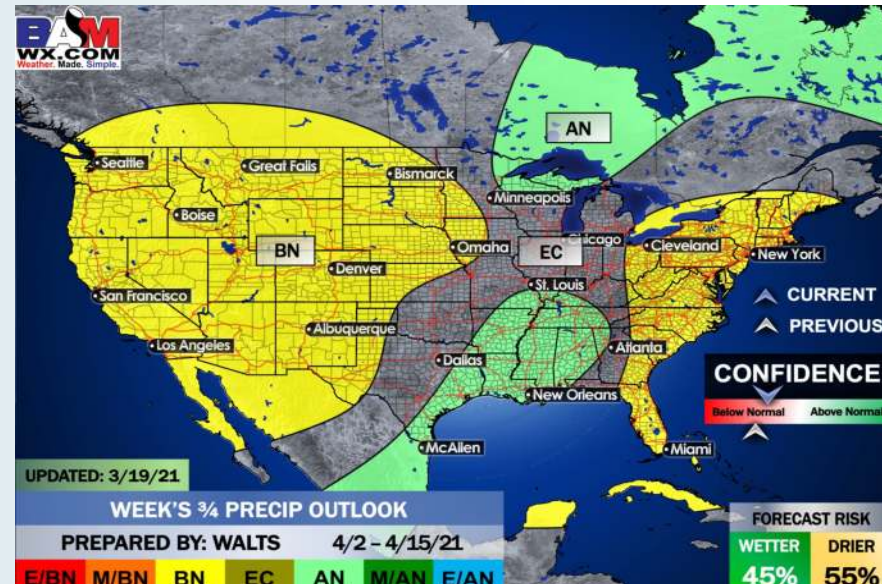 BAM
WX.COM
Weather. Made. Simple.
AN
Seattle
Great Falls
Bismarck
Minneapolis
Boise
BN
Omaha
EC
Chicago
Cleveland
New York
Denver
St. Louis
San Francisco
CURRENT
Albuquerque
PREVIOUS
Los Angeles
Dallas
Atlanta
CONFIDENCE
New Orleans
Below Normal Above Normal
McAllen
Miami
UPDATED: 3/19/21
WEEK'S ¾ PRECIP OUTLOOK
PREPARED BY: WALTS 4/2 – 4/15/21
E/BN M/BN BN EC AN M/AN E/AN
FORECAST RISK
WETTER DRIER
45% 55%